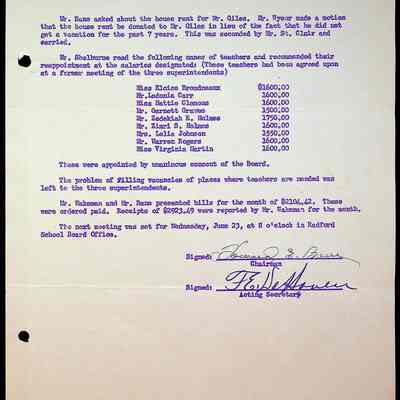 Mr. Bane asked about the house rent for Mr. Giles. Mr. Wysor made a motion
that the house rent be donated to Mr. Giles in lieu of the fact that he did not
get a vacation for the past 7 years. This was seconded by Mr. St. Clair and
carried.
Mr. Shelburne read the following names of teachers and recommended their
reappointment at the salaries designated; (These teachers had been agreed upon
at a former meeting of the three superintendents)
Miss Eloise Broadneaux $1600.00
Mr. Ladonia Carr 1600.00
Miss Hattie Clemons 1600.00
Mr. Garnett Graves 1500.00
Mr. Zedekiah K. Holmes 1750.00
Mr. Zimri S. Holmes 1600.00
Mrs. Lelia Johnson 1550.00
Mr. Warren Rogers 1600.00
Miss Virginia Martin 1600.00
These were appointed by unanimous consent of the Board.
The problem of filling vacancies of places where teachers are needed was
left to the three superintendents.
Mr. Wakeman and Mr. Bane presented bills for the month of $2104.42. These
were ordered paid. Receipts of $2923.49 were reported by Mr. Wakeman for the month.
The next meeting was set for Wednesday, June 23, at 8 o'clock in Radford
School Board Office.
Signed:
Chairman
Signed: F.E. DeHaven
Acting Secretary